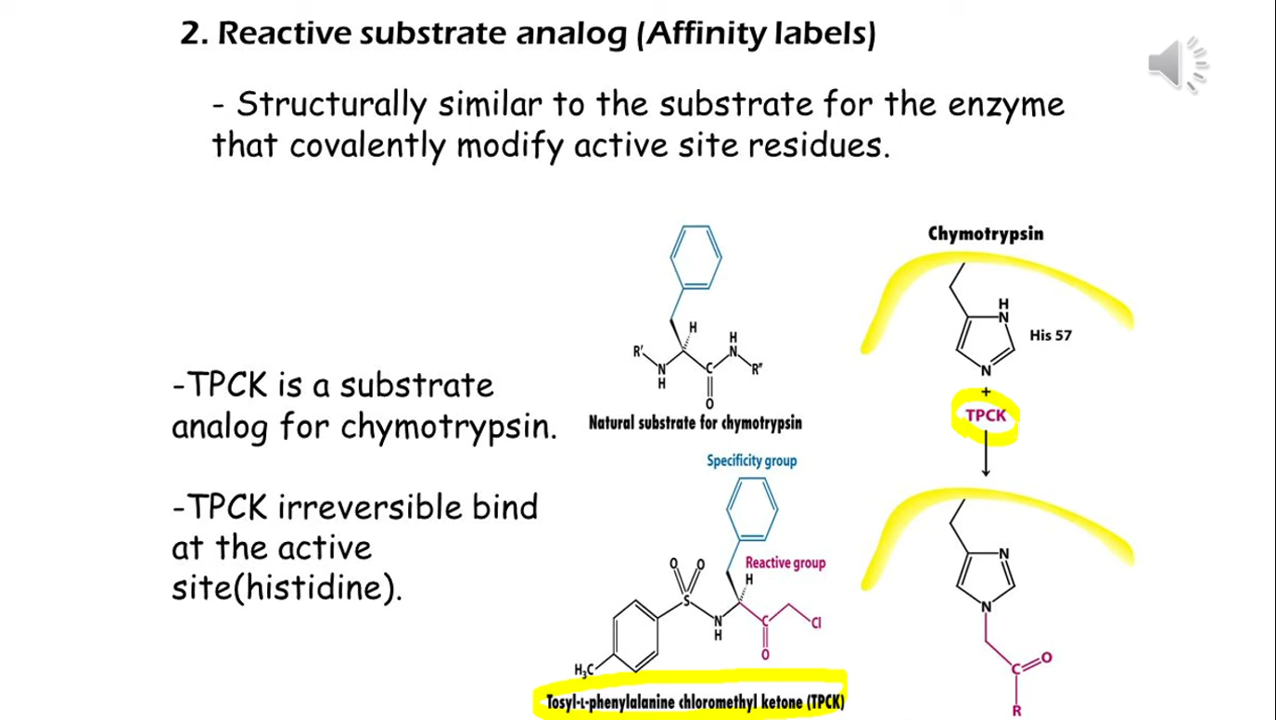 2. Reactive substrate analog (Affinity labels)
- Structurally similar to the substrate for the enzyme
that covalently modify active site residues.
-TPCK is a substrate
analog for chymotrypsin.
-TPCK irreversible bind
at the active
site(histidine).
H
R'
N
H
C
O
H
N
R"
Natural substrate for chymotrypsin
Specificity group
Reactive group
O
O
S
H
N
H
C
O
Cl
H₃C
Tosyl-L-phenylalanine chloromethyl ketone (TPCK)
Chymotrypsin
H
N
His 57
N
+
TPCK
N
N
C
O
R